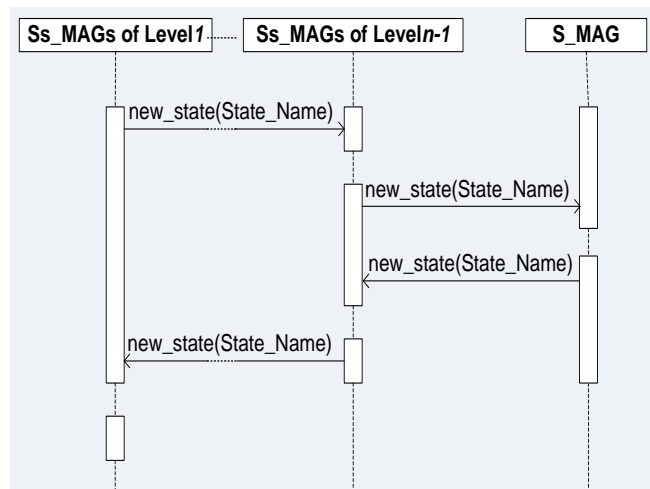 Ss_MAGs of Level1 ........ Ss_MAGs of Leveln-1
S_MAG
new_state(State_Name)
new_state(State_Name)
new_state(State_Name)
new_state(State_Name)